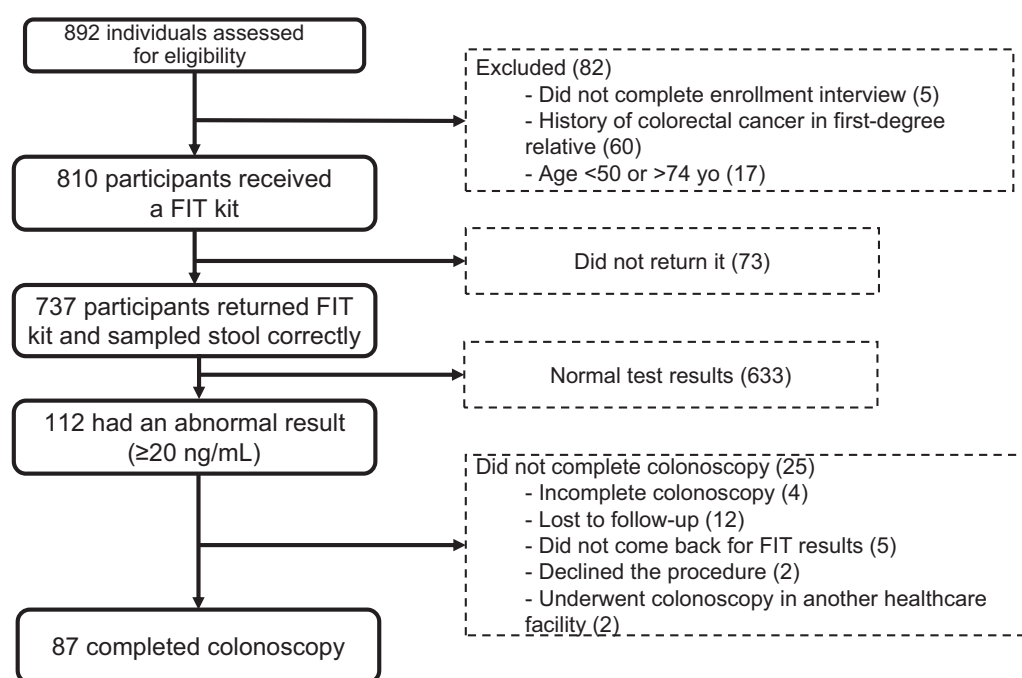 892 individuals assessed
for eligibility
Excluded (82)
- Did not complete enrollment interview (5)
- History of colorectal cancer in first-degree
relative (60)
- Age <50 or >74 yo (17)
810 participants received
a FIT kit
Did not return it (73)
737 participants returned FIT
kit and sampled stool correctly
Normal test results (633)
112 had an abnormal result
(≥20 ng/mL)
Did not complete colonoscopy (25)
- Incomplete colonoscopy (4)
- Lost to follow-up (12)
- Did not come back for FIT results (5)
- Declined the procedure (2)
- Underwent colonoscopy in another healthcare
facility (2)
87 completed colonoscopy